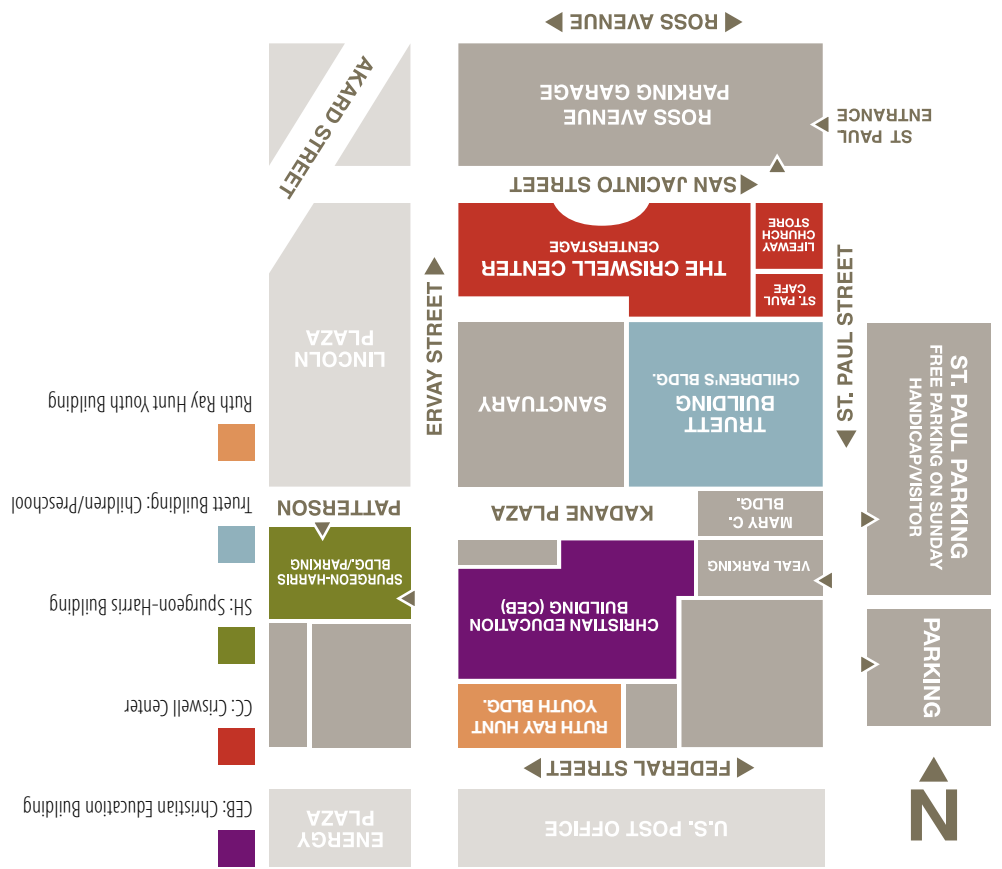 N
U.S. POST OFFICE
ENERGY
PLAZA
FEDERAL STREET
PARKING
RUTH RAY HUNT
YOUTH BLDG.
ST. PAUL PARKING
FREE PARKING ON SUNDAY
HANDICAP/VISITOR
VEAL PARKING
CHRISTIAN EDUCATION
BUILDING (CEB)
SPURGEON-HARRIS
BLDG./PARKING
MARY C.
BLDG.
KADANE PLAZA
PATTERSON
ST. PAUL STREET
TRUETT
BUILDING
CHILDREN'S BLDG.
SANCTUARY
ERVAY STREET
LINCOLN
PLAZA
ST. PAUL
CAFE
LIFEWAY
CHURCH
STORE
THE CRISWELL CENTER
CENTERSTAGE
SAN JACINTO STREET
AKARD STREET
ST PAUL
ENTRANCE
ROSS AVENUE
PARKING GARAGE
ROSS AVENUE
CEB: Christian Education Building
CC: Criswell Center
SH: Spurgeon-Harris Building
Truett Building: Children/Preschool
Ruth Ray Hunt Youth Building